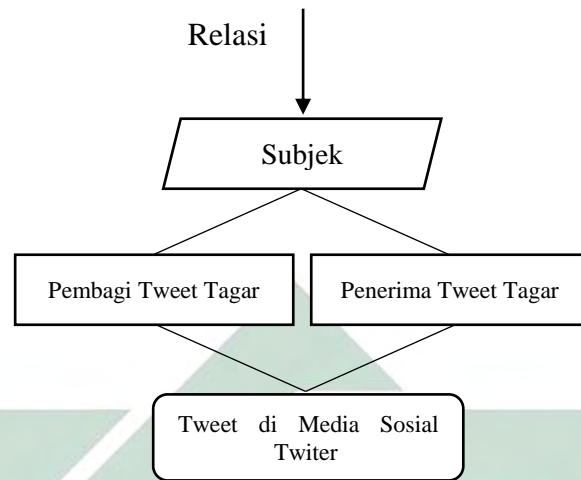 Relasi
Subjek
Pembagi Tweet Tagar
Penerima Tweet Tagar
Tweet di Media Sosial
Twiter